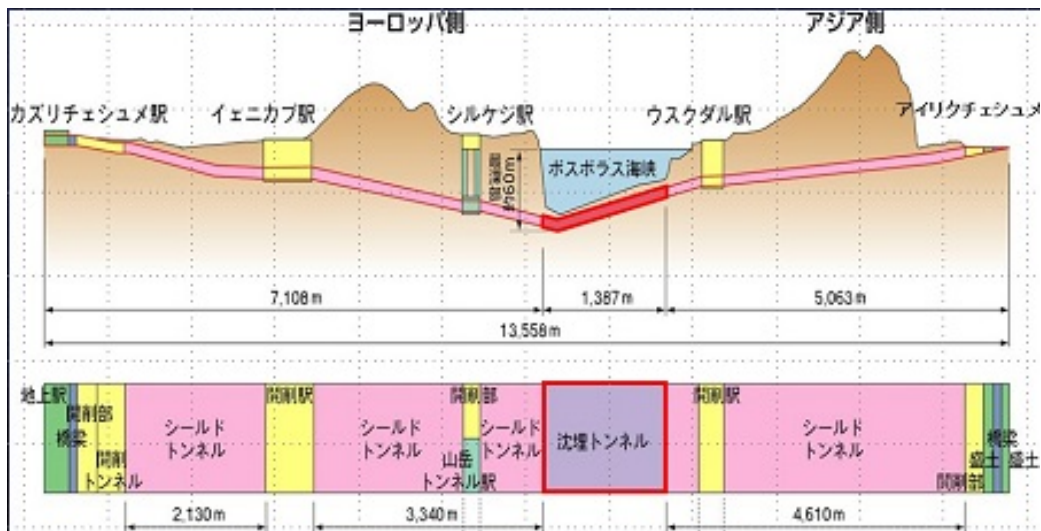 ヨーロッパ側
アジア側
カズリチェシュメ駅
イェニカプ駅
シルケジ駅
ウスクダル駅
アイリクチェシュメ
ボスポラス海峡
最深部
約60m
7,108m
1,387m
5,063m
13,558m
地上駅
橋梁
開削部
開削
トンネル
シールド
トンネル
開削駅
シールド
トンネル
開削部
山岳
トンネル駅
シールド
トンネル
沈埋トンネル
開削駅
シールド
トンネル
開削部
盛土
橋梁
盛土
2,130m
3,340m
4,610m